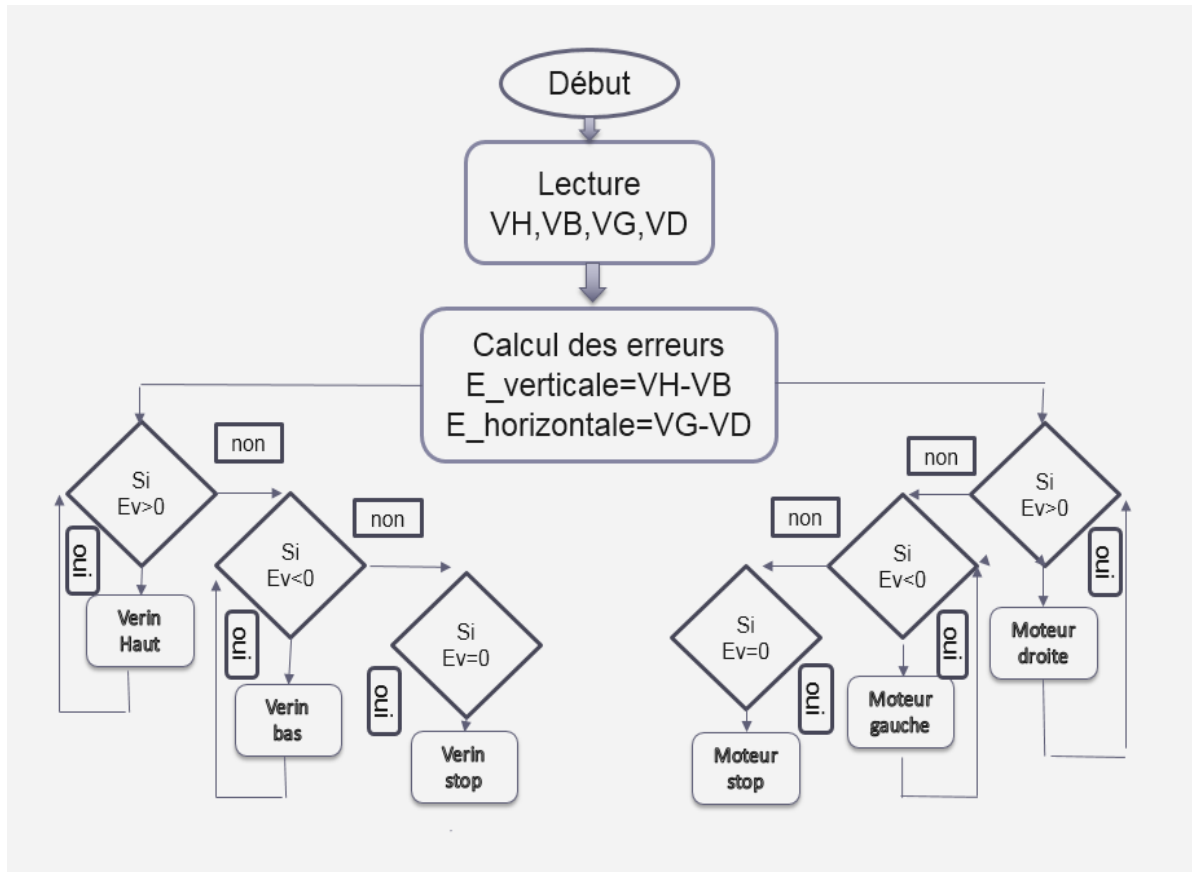 Début
Lecture
VH,VB,VG,VD
Calcul des erreurs
E_verticale=VH-VB
E_horizontale=VG-VD
non
Si
Ev>0
oui
Verin
Haut
non
Si
Ev<0
oui
Verin
bas
Si
Ev=0
oui
Verin
stop
non
Si
Ev>0
oui
Moteur
droite
non
Si
Ev<0
oui
Moteur
gauche
Si
Ev=0
oui
Moteur
stop